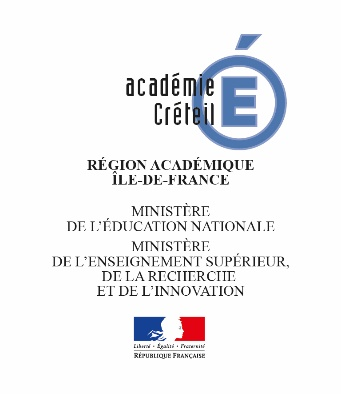 académie
Créteil
É
RÉGION ACADÉMIQUE
ÎLE-DE-FRANCE
MINISTÈRE
DE L'ÉDUCATION NATIONALE
MINISTÈRE
DE L'ENSEIGNEMENT SUPÉRIEUR,
DE LA RECHERCHE
ET DE L'INNOVATION
Liberté • Égalité • Fraternité
RÉPUBLIQUE FRANÇAISE